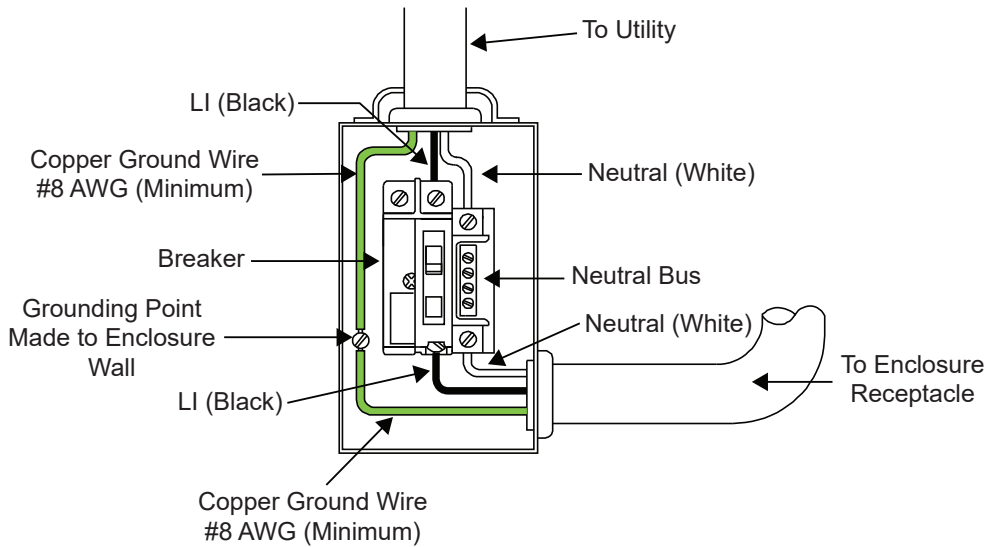 To Utility
LI (Black)
Copper Ground Wire
#8 AWG (Minimum)
Neutral (White)
Breaker
Neutral Bus
Grounding Point
Made to Enclosure
Wall
Neutral (White)
To Enclosure
Receptacle
LI (Black)
Copper Ground Wire
#8 AWG (Minimum)